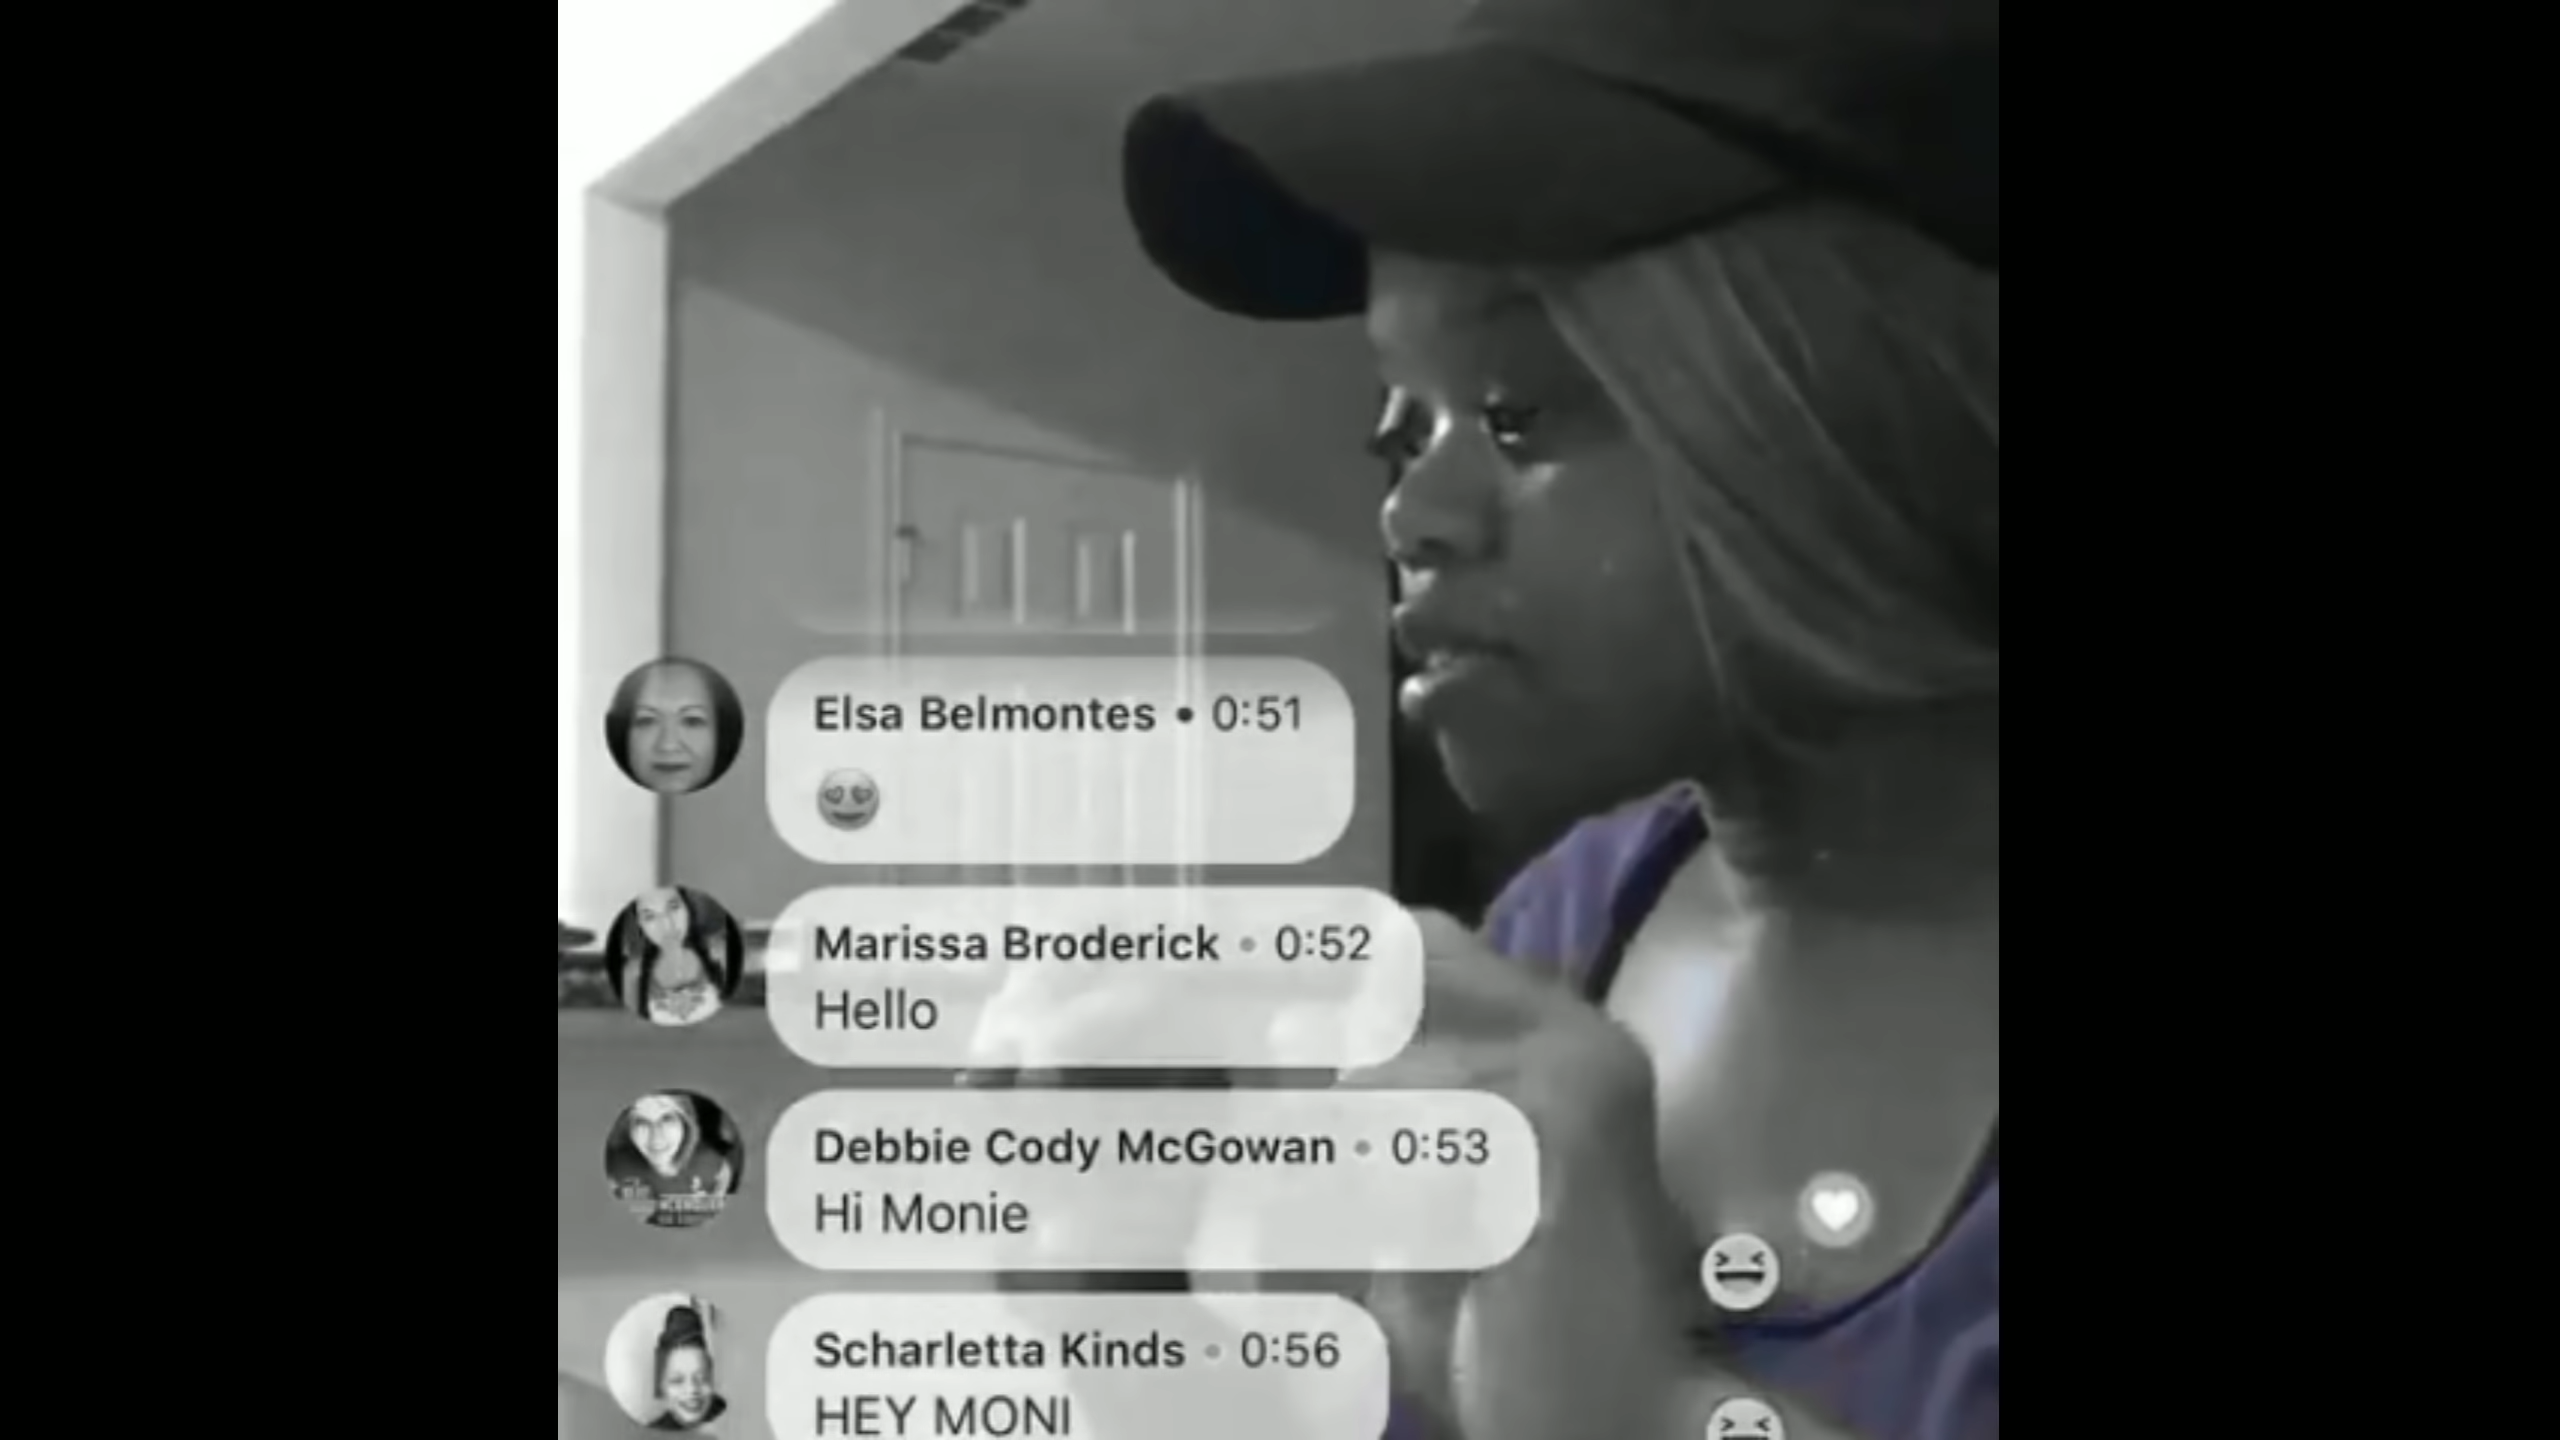 Elsa Belmontes • 0:51
😍
Marissa Broderick • 0:52
Hello
Debbie Cody McGowan • 0:53
Hi Monie
Scharletta Kinds • 0:56
HEY MONI